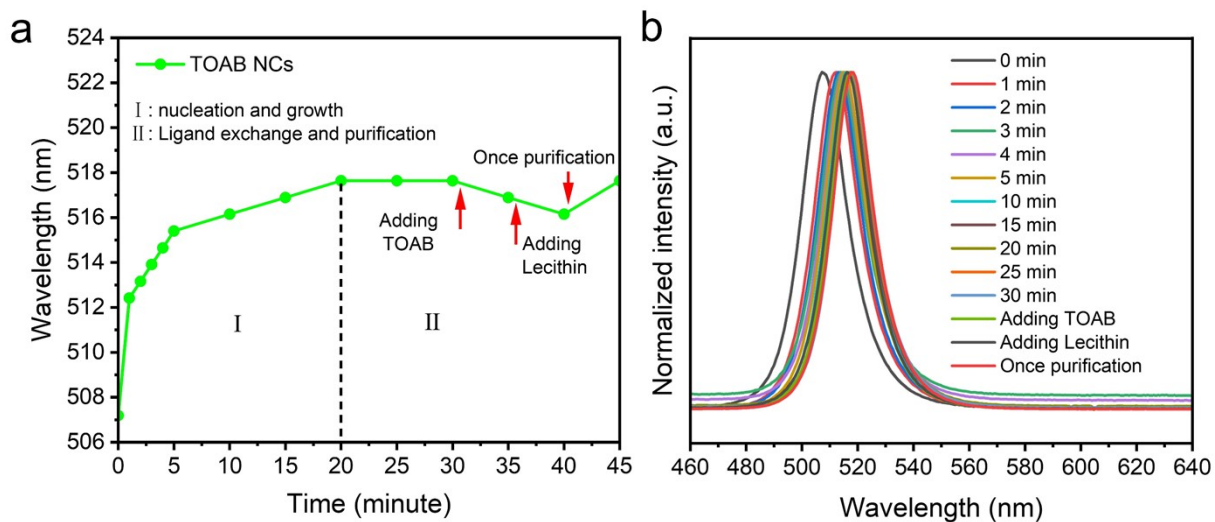 a
524
522
520
518
516
514
512
510
508
506
Wavelength (nm)
TOAB NCs
Ⅰ : nucleation and growth
Ⅱ : Ligand exchange and purification
Once purification
Adding
TOAB
Adding
Lecithin
Ⅰ
Ⅱ
0 5 10 15 20 25 30 35 40 45
Time (minute)
b
Normalized intensity (a.u.)
0 min
1 min
2 min
3 min
4 min
5 min
10 min
15 min
20 min
25 min
30 min
Adding TOAB
Adding Lecithin
Once purification
460 480 500 520 540 560 580 600 620 640
Wavelength (nm)